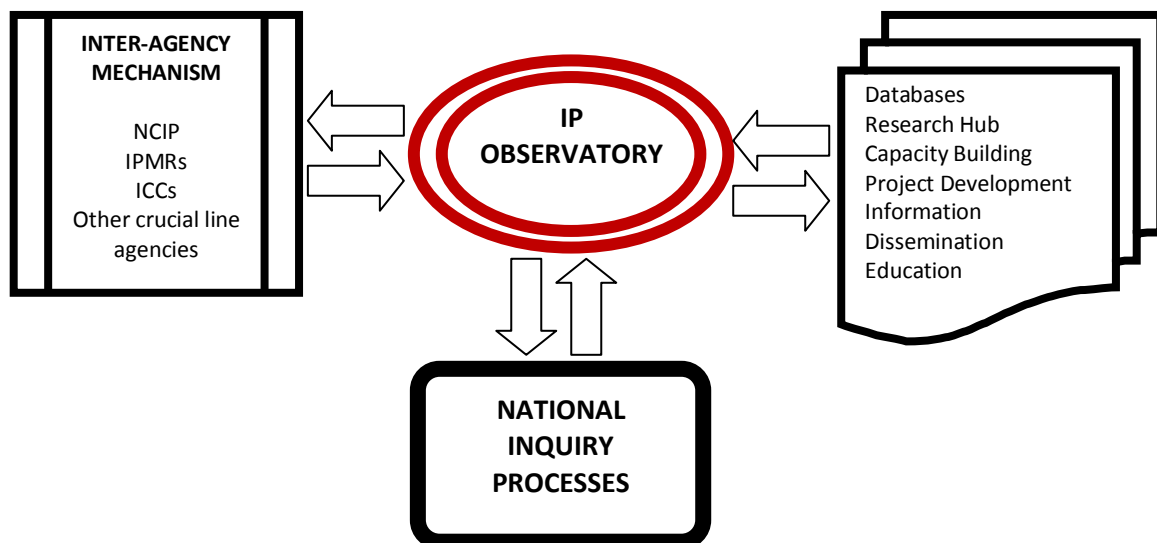 INTER-AGENCY
MECHANISM
NCIP
IPMRs
ICCs
Other crucial line
agencies
IP
OBSERVATORY
Databases
Research Hub
Capacity Building
Project Development
Information
Dissemination
Education
NATIONAL
INQUIRY
PROCESSES